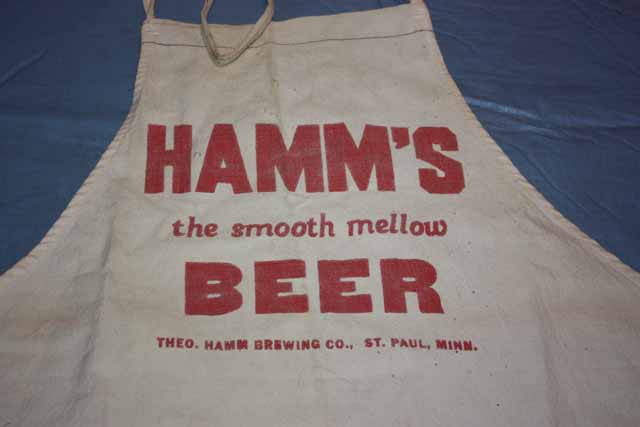 HAMM'S
the smooth mellow
BEER
THEO. HAMM BREWING CO., ST. PAUL, MINN.